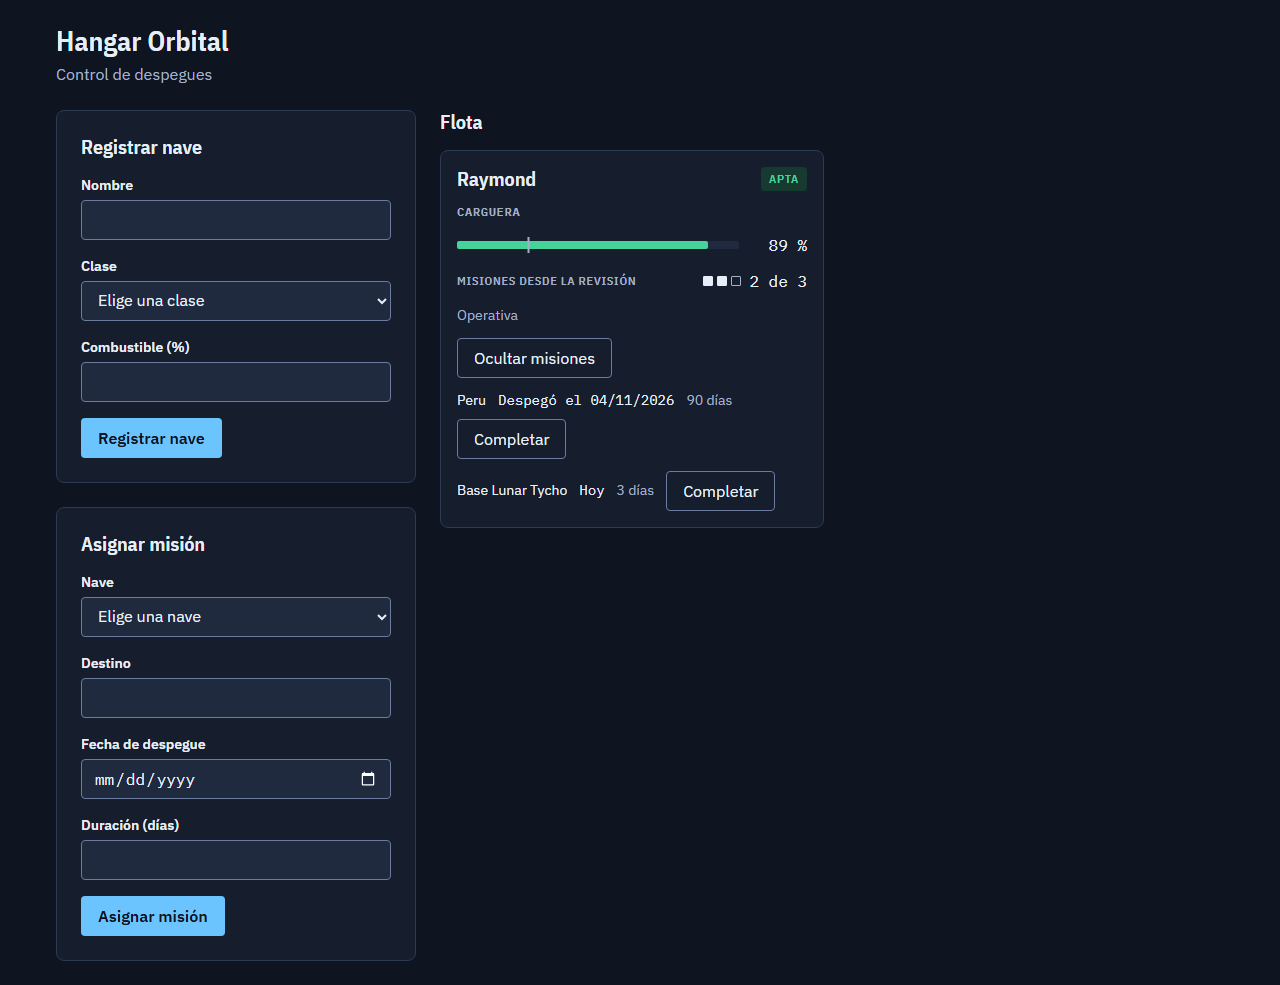 Hangar Orbital
Control de despegues
Registrar nave
Nombre
Clase
Elige una clase
Combustible (%)
Registrar nave
Asignar misión
Nave
Elige una nave
Destino
Fecha de despegue
mm/dd/yyyy
Duración (días)
Asignar misión
Flota
Raymond APTA
CARGUERA
89 %
MISIONES DESDE LA REVISIÓN 2 de 3
Operativa
Ocultar misiones
Peru Despegó el 04/11/2026 90 días
Completar
Base Lunar Tycho Hoy 3 días Completar